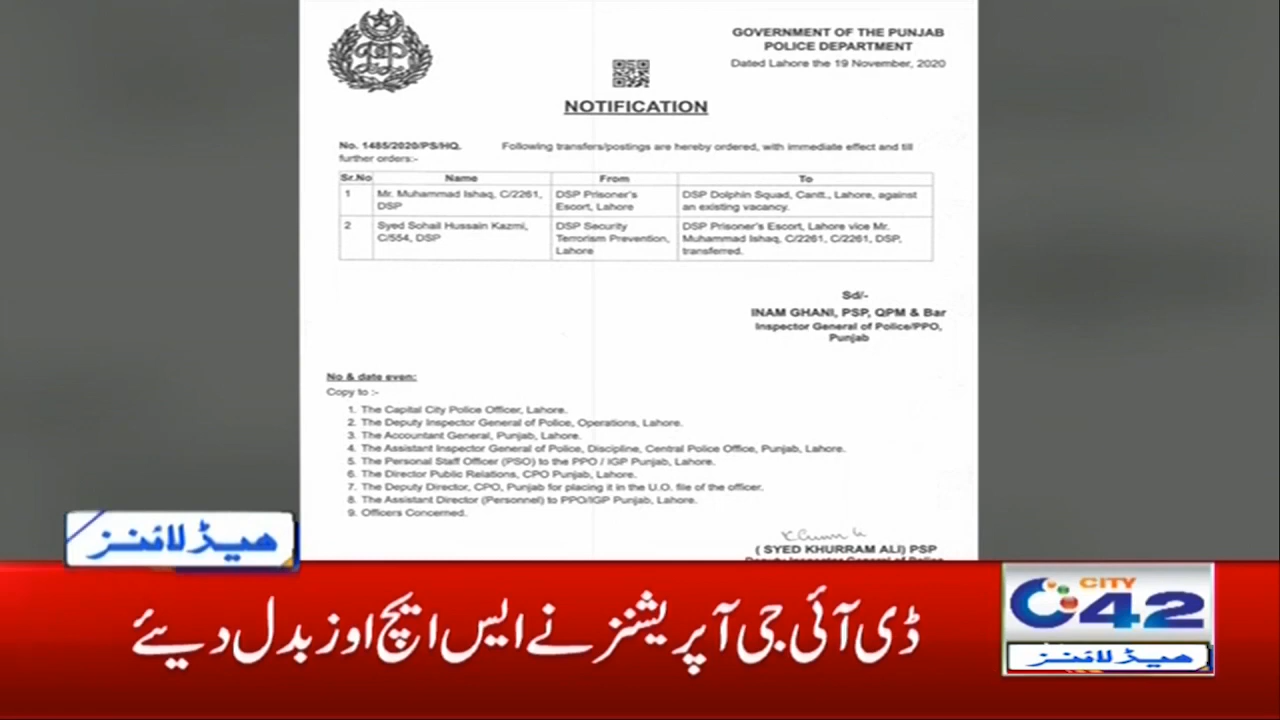 GOVERNMENT OF THE PUNJAB
POLICE DEPARTMENT
Dated Lahore the 19 November, 2020
NOTIFICATION
No. 1485/2020/PS/HQ. Following transfers/postings are hereby ordered, with immediate effect and till
further orders:-
Sr.No Name From To
1 Mr. Muhammad Ishaq, C/2261, DSP Prisoner's DSP Dolphin Squad, Cantt., Lahore, against
DSP Escort, Lahore an existing vacancy.
2 Syed Sohail Hussain Kazmi, DSP Security DSP Prisoner's Escort, Lahore vice Mr.
C/554, DSP Terrorism Prevention, Muhammad Ishaq, C/2261, C/2261, DSP,
Lahore transferred.
Sd/-
INAM GHANI, PSP, QPM & Bar
Inspector General of Police/PPO,
Punjab
No & date even:
Copy to :-
1. The Capital City Police Officer, Lahore.
2. The Deputy Inspector General of Police, Operations, Lahore.
3. The Accountant General, Punjab, Lahore.
4. The Assistant Inspector General of Police, Discipline, Central Police Office, Punjab, Lahore.
5. The Personal Staff Officer (PSO) to the PPO / IGP Punjab, Lahore.
6. The Director Public Relations, CPO Punjab, Lahore.
7. The Deputy Director, CPO, Punjab for placing it in the U.O. file of the officer.
8. The Assistant Director (Personnel) to PPO/IGP Punjab, Lahore.
9. Officers Concerned.
( SYED KHURRAM ALI) PSP
Deputy Inspector General of Police
ہیڈ لائنز
ڈی آئی جی آپریشنز نے ایس ایچ اوز بدل دیئے
CITY
42
ہیڈ لائنز